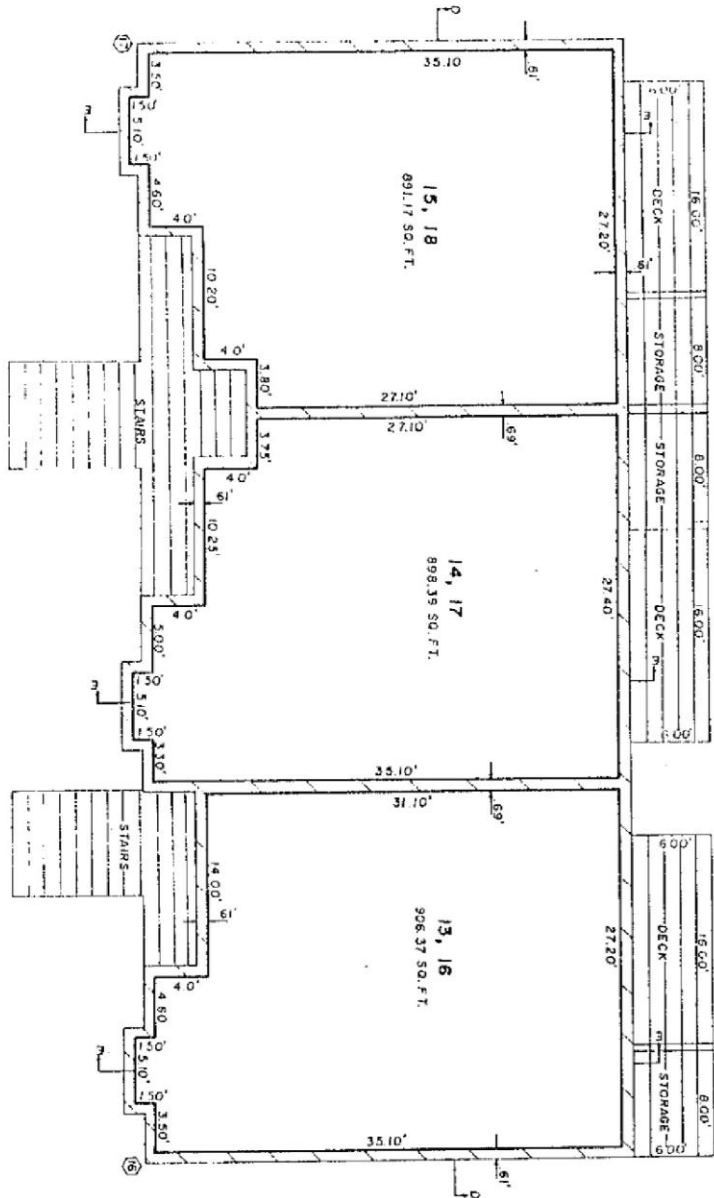 D
17
35.10
.61'
3.50'
1.50'
5.10'
1.50'
4.60'
E
E
15, 18
891.17 SQ.FT.
27.20'
.61'
6.00'
DECK
16.00'
4.0'
10.20'
4.0'
3.80'
STORAGE
8.00'
STAIRS
27.10'
27.10'
.69'
3.75'
4.0'
.61'
10.25'
4.0'
STORAGE
8.00'
14, 17
898.39 SQ.FT.
27.40'
DECK
16.00'
6.00'
E
5.00'
1.50'
5.10'
1.50'
3.30'
E
35.10'
31.10'
.69'
STAIRS
14.00'
.61'
4.0'
13, 16
906.37 SQ.FT.
27.20'
6.00'
DECK
16.00'
E
STORAGE
8.00'
6.00'
4.60
1.50'
5.10'
1.50'
3.50'
E
35.10'
.61'
16
D